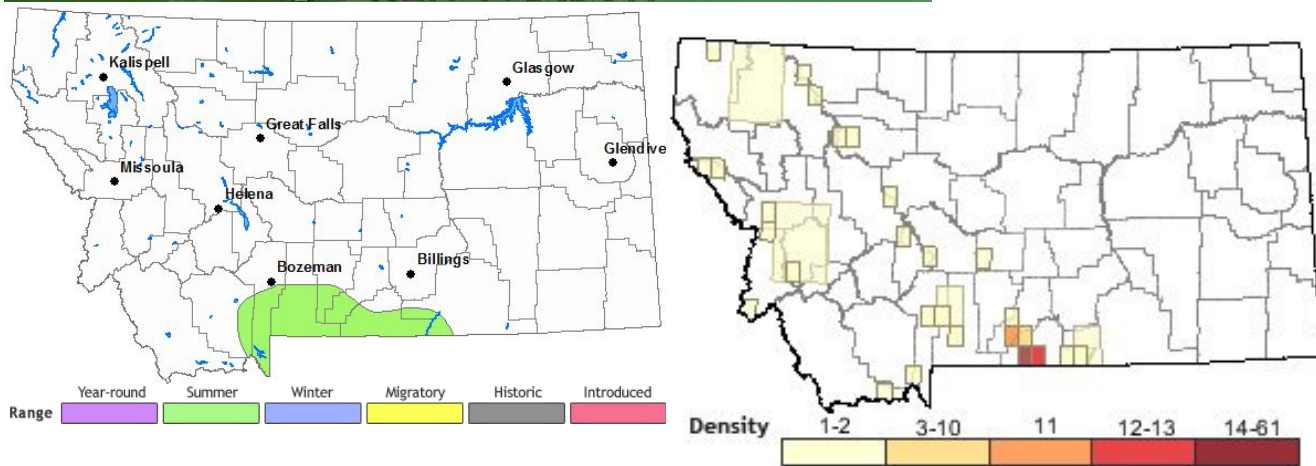 Kalispell
Glasgow
Great Falls
Glendive
Missoula
Helena
Bozeman
Billings
Year-round Summer Winter Migratory Historic Introduced
Range
Density 1-2 3-10 11 12-13 14-61